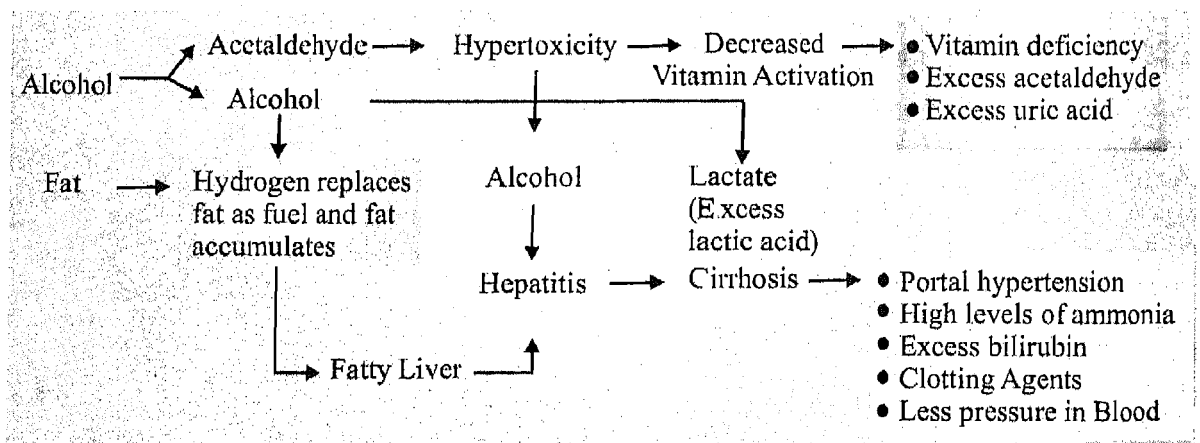 Acetaldehyde
Hypertoxicity
Decreased
Vitamin Activation
• Vitamin deficiency
• Excess acetaldehyde
• Excess uric acid
Alcohol
Alcohol
Fat
Hydrogen replaces
fat as fuel and fat
accumulates
Alcohol
Lactate
(Excess
lactic acid)
Hepatitis
Cirrhosis
• Portal hypertension
• High levels of ammonia
• Excess bilirubin
• Clotting Agents
• Less pressure in Blood
Fatty Liver